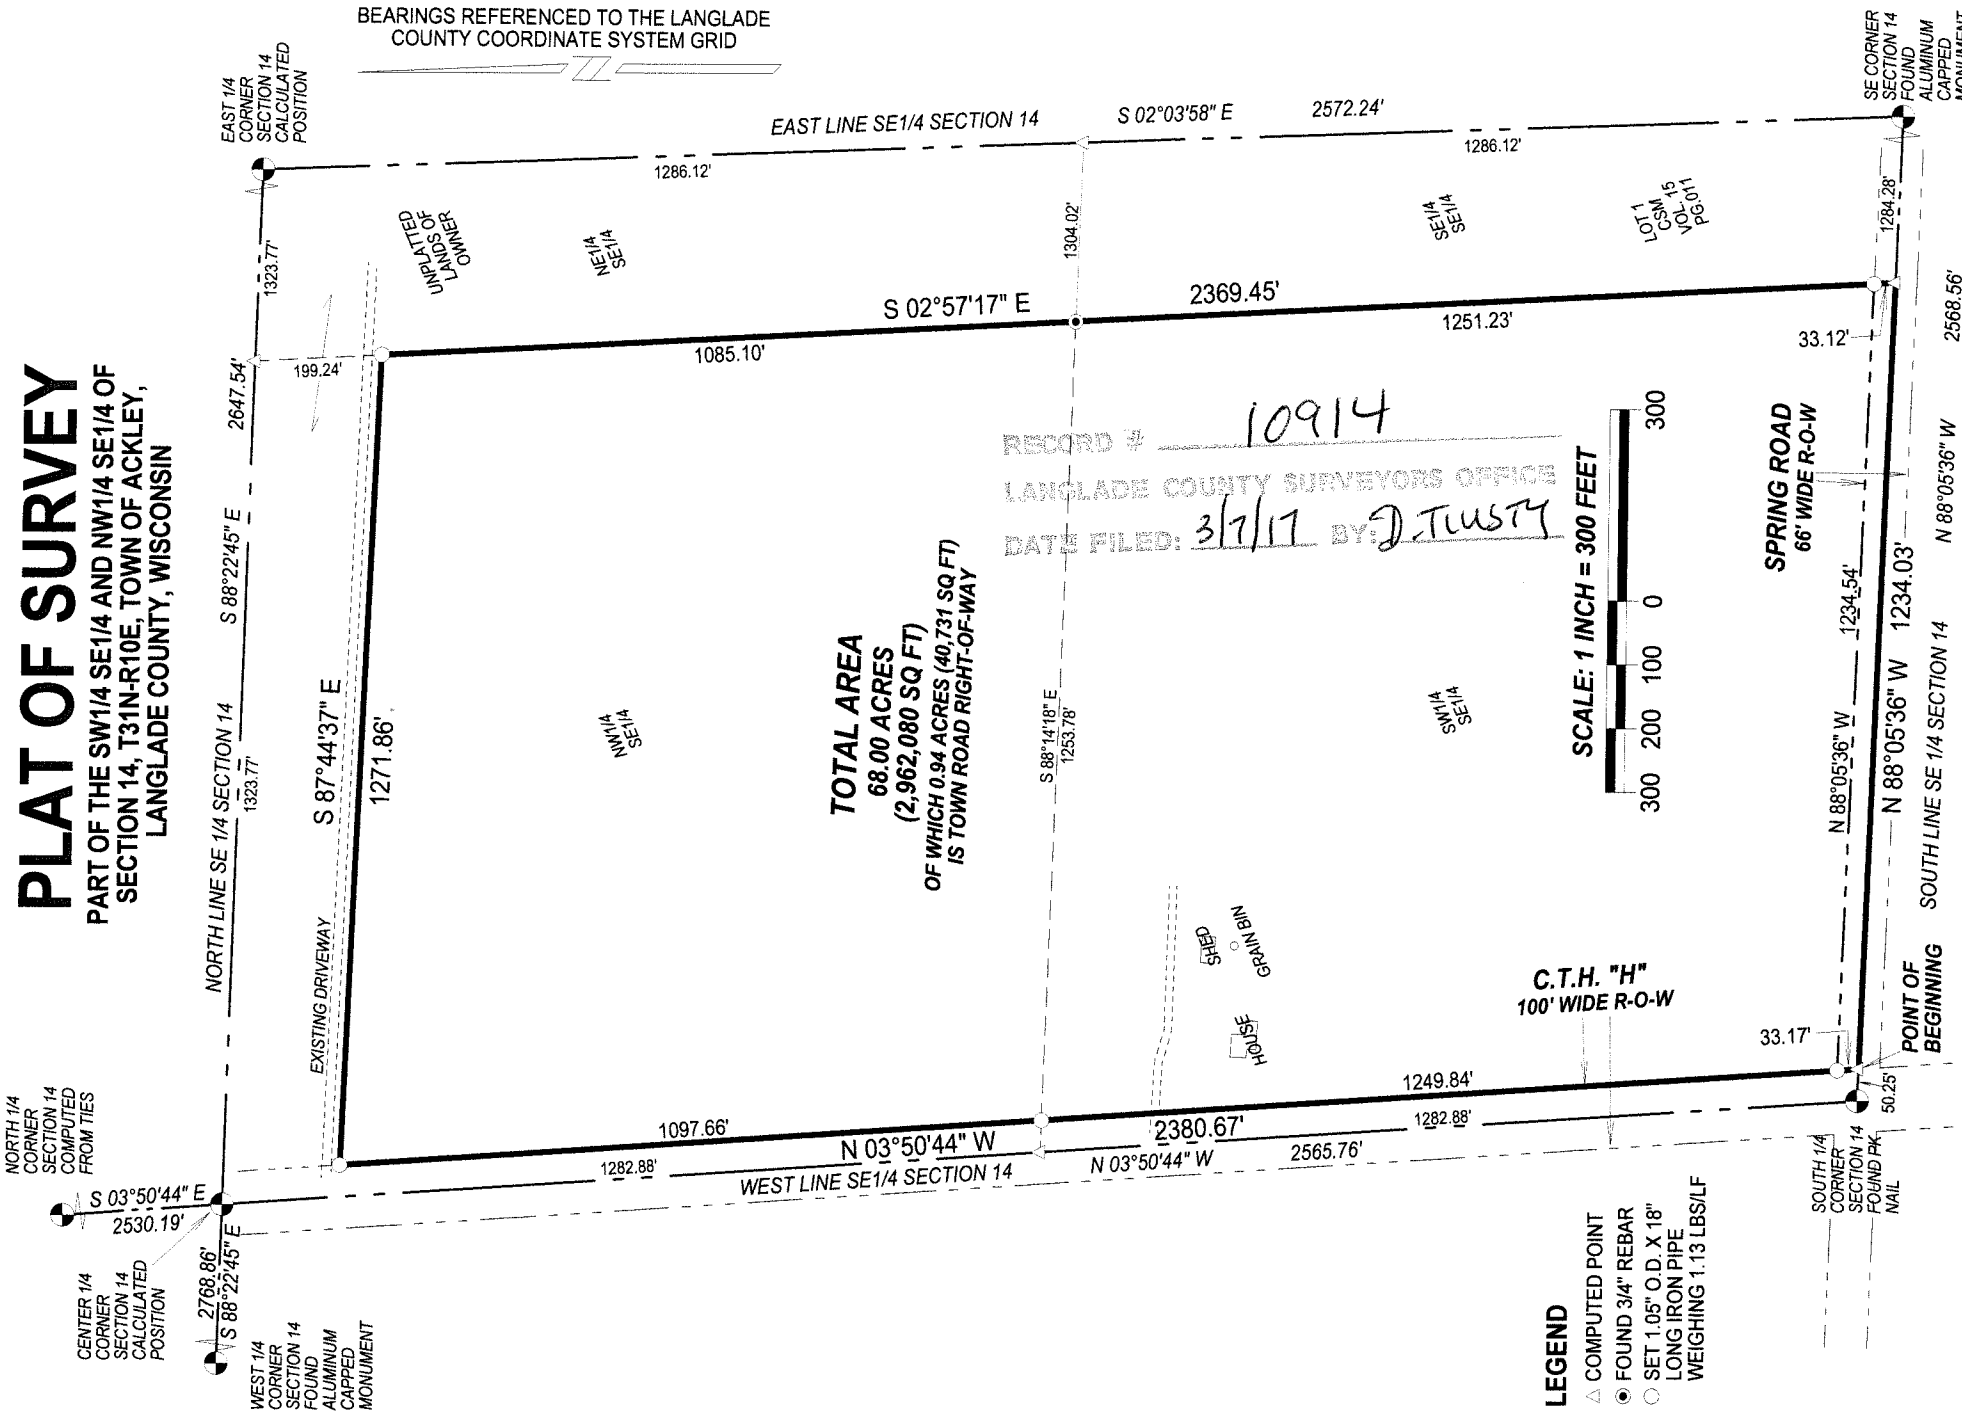 BEARINGS REFERENCED TO THE LANGLADE
COUNTY COORDINATE SYSTEM GRID
PLAT OF SURVEY
PART OF THE SW1/4 SE1/4 AND NW1/4 SE1/4 OF
SECTION 14, T31N-R10E, TOWN OF ACKLEY,
LANGLADE COUNTY, WISCONSIN
EAST 1/4
CORNER
SECTION 14
CALCULATED
POSITION
SE CORNER
SECTION 14
FOUND
ALUMINUM
CAPPED
MONUMENT
EAST LINE SE1/4 SECTION 14
S 02°03'58" E
2572.24'
1286.12'
1286.12'
UNPLATTED
LANDS OF
OWNER
NE1/4
SE1/4
1304.02'
SE1/4
SE1/4
LOT 1
CSM
VOL. 15
PG.011
1284.28'
1323.77'
2647.54'
199.24'
S 02°57'17" E
2369.45'
1085.10'
1251.23'
33.12'
2568.56'
S 88°22'45" E
NORTH LINE SE 1/4 SECTION 14
1323.77'
S 87°44'37" E
1271.86'
EXISTING DRIVEWAY
NW1/4
SE1/4
RECORD # 10914
LANGLADE COUNTY SURVEYORS OFFICE
DATE FILED: 3/7/17 BY: D. TLUSTY
TOTAL AREA
68.00 ACRES
(2,962,080 SQ FT)
OF WHICH 0.94 ACRES (40,731 SQ FT)
IS TOWN ROAD RIGHT-OF-WAY
S 88°14'18" E
1253.78'
SW1/4
SE1/4
SCALE: 1 INCH = 300 FEET
300 200 100 0 300
SPRING ROAD
66' WIDE R-O-W
1234.54'
N 88°05'36" W
N 88°05'36" W 1234.03'
N 88°05'36" W
SOUTH LINE SE 1/4 SECTION 14
SHED
GRAIN BIN
HOUSE
C.T.H. "H"
100' WIDE R-O-W
33.17'
POINT OF
BEGINNING
50.25'
1249.84'
1097.66'
N 03°50'44" W
2380.67'
1282.88'
1282.88'
WEST LINE SE1/4 SECTION 14
N 03°50'44" W
2565.76'
NORTH 1/4
CORNER
SECTION 14
COMPUTED
FROM TIES
S 03°50'44" E
2530.19'
CENTER 1/4
CORNER
SECTION 14
CALCULATED
POSITION
2768.86'
S 88°22'45" E
WEST 1/4
CORNER
SECTION 14
FOUND
ALUMINUM
CAPPED
MONUMENT
SOUTH 1/4
CORNER
SECTION 14
FOUND PK
NAIL
LEGEND
COMPUTED POINT
FOUND 3/4" REBAR
SET 1.05" O.D. X 18"
LONG IRON PIPE
WEIGHING 1.13 LBS/LF